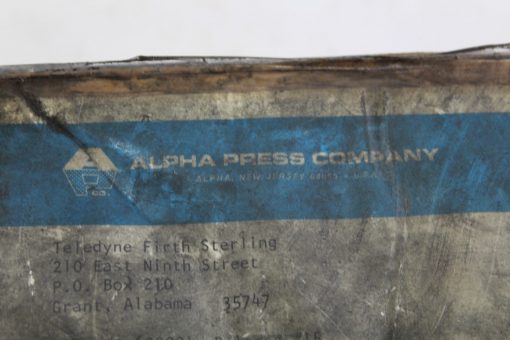 ALPHA PRESS COMPANY
ALPHA, NEW JERSEY 08865 • U.S.A.
CO.
Teledyne Firth Sterling
210 East Ninth Street
P.O. Box 210
Grant, Alabama 35747